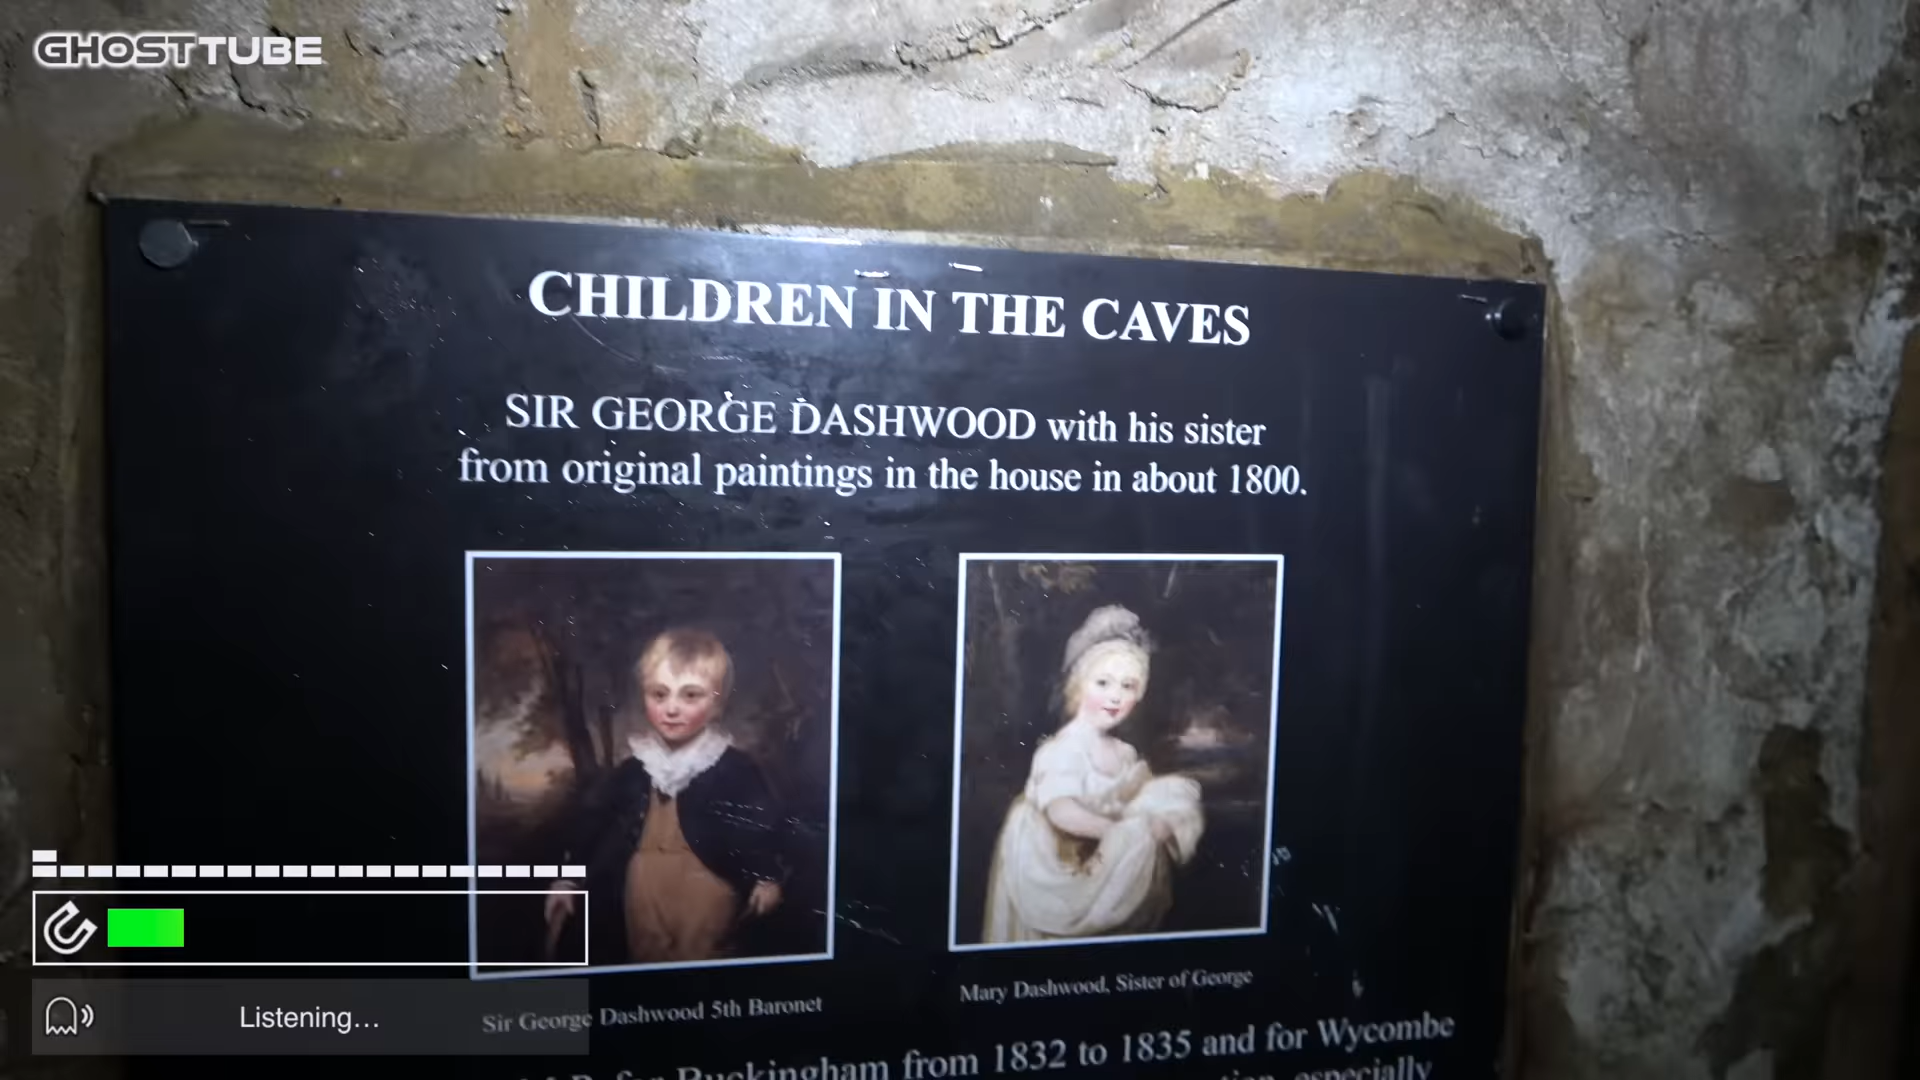 GHOSTTUBE
CHILDREN IN THE CAVES
SIR GEORGE DASHWOOD with his sister
from original paintings in the house in about 1800.
Sir George Dashwood 5th Baronet
Mary Dashwood, Sister of George
for Buckingham from 1832 to 1835 and for Wycombe
especially
Listening...